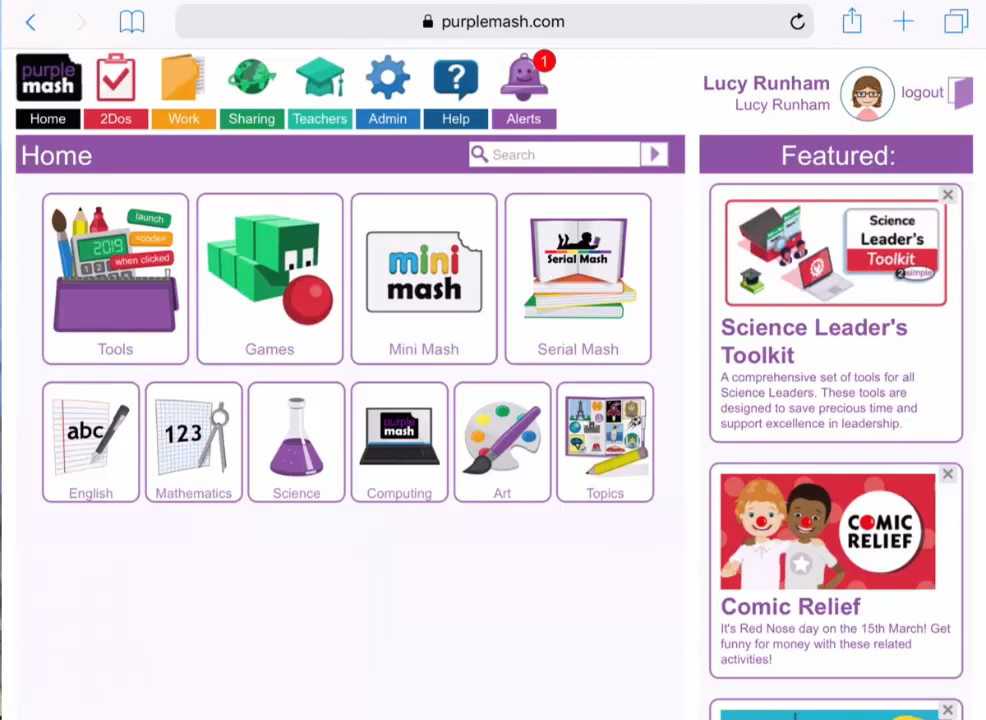 purplemash.com
purple
mash
1
Home
2Dos
Work
Sharing
Teachers
Admin
Help
Alerts
Lucy Runham
Lucy Runham
logout
Home
Search
Featured:
launch
<code>
2019
when clicked
12
Tools
Games
mini
mash
Mini Mash
Serial Mash
Serial Mash
abc
English
123
Mathematics
Science
purple
mash
Computing
Art
Topics
Science
Leader's
Toolkit
2simple
Science Leader's
Toolkit
A comprehensive set of tools for all
Science Leaders. These tools are
designed to save precious time and
support excellence in leadership.
COMIC
RELIEF
Comic Relief
It's Red Nose day on the 15th March! Get
funny for money with these related
activities!